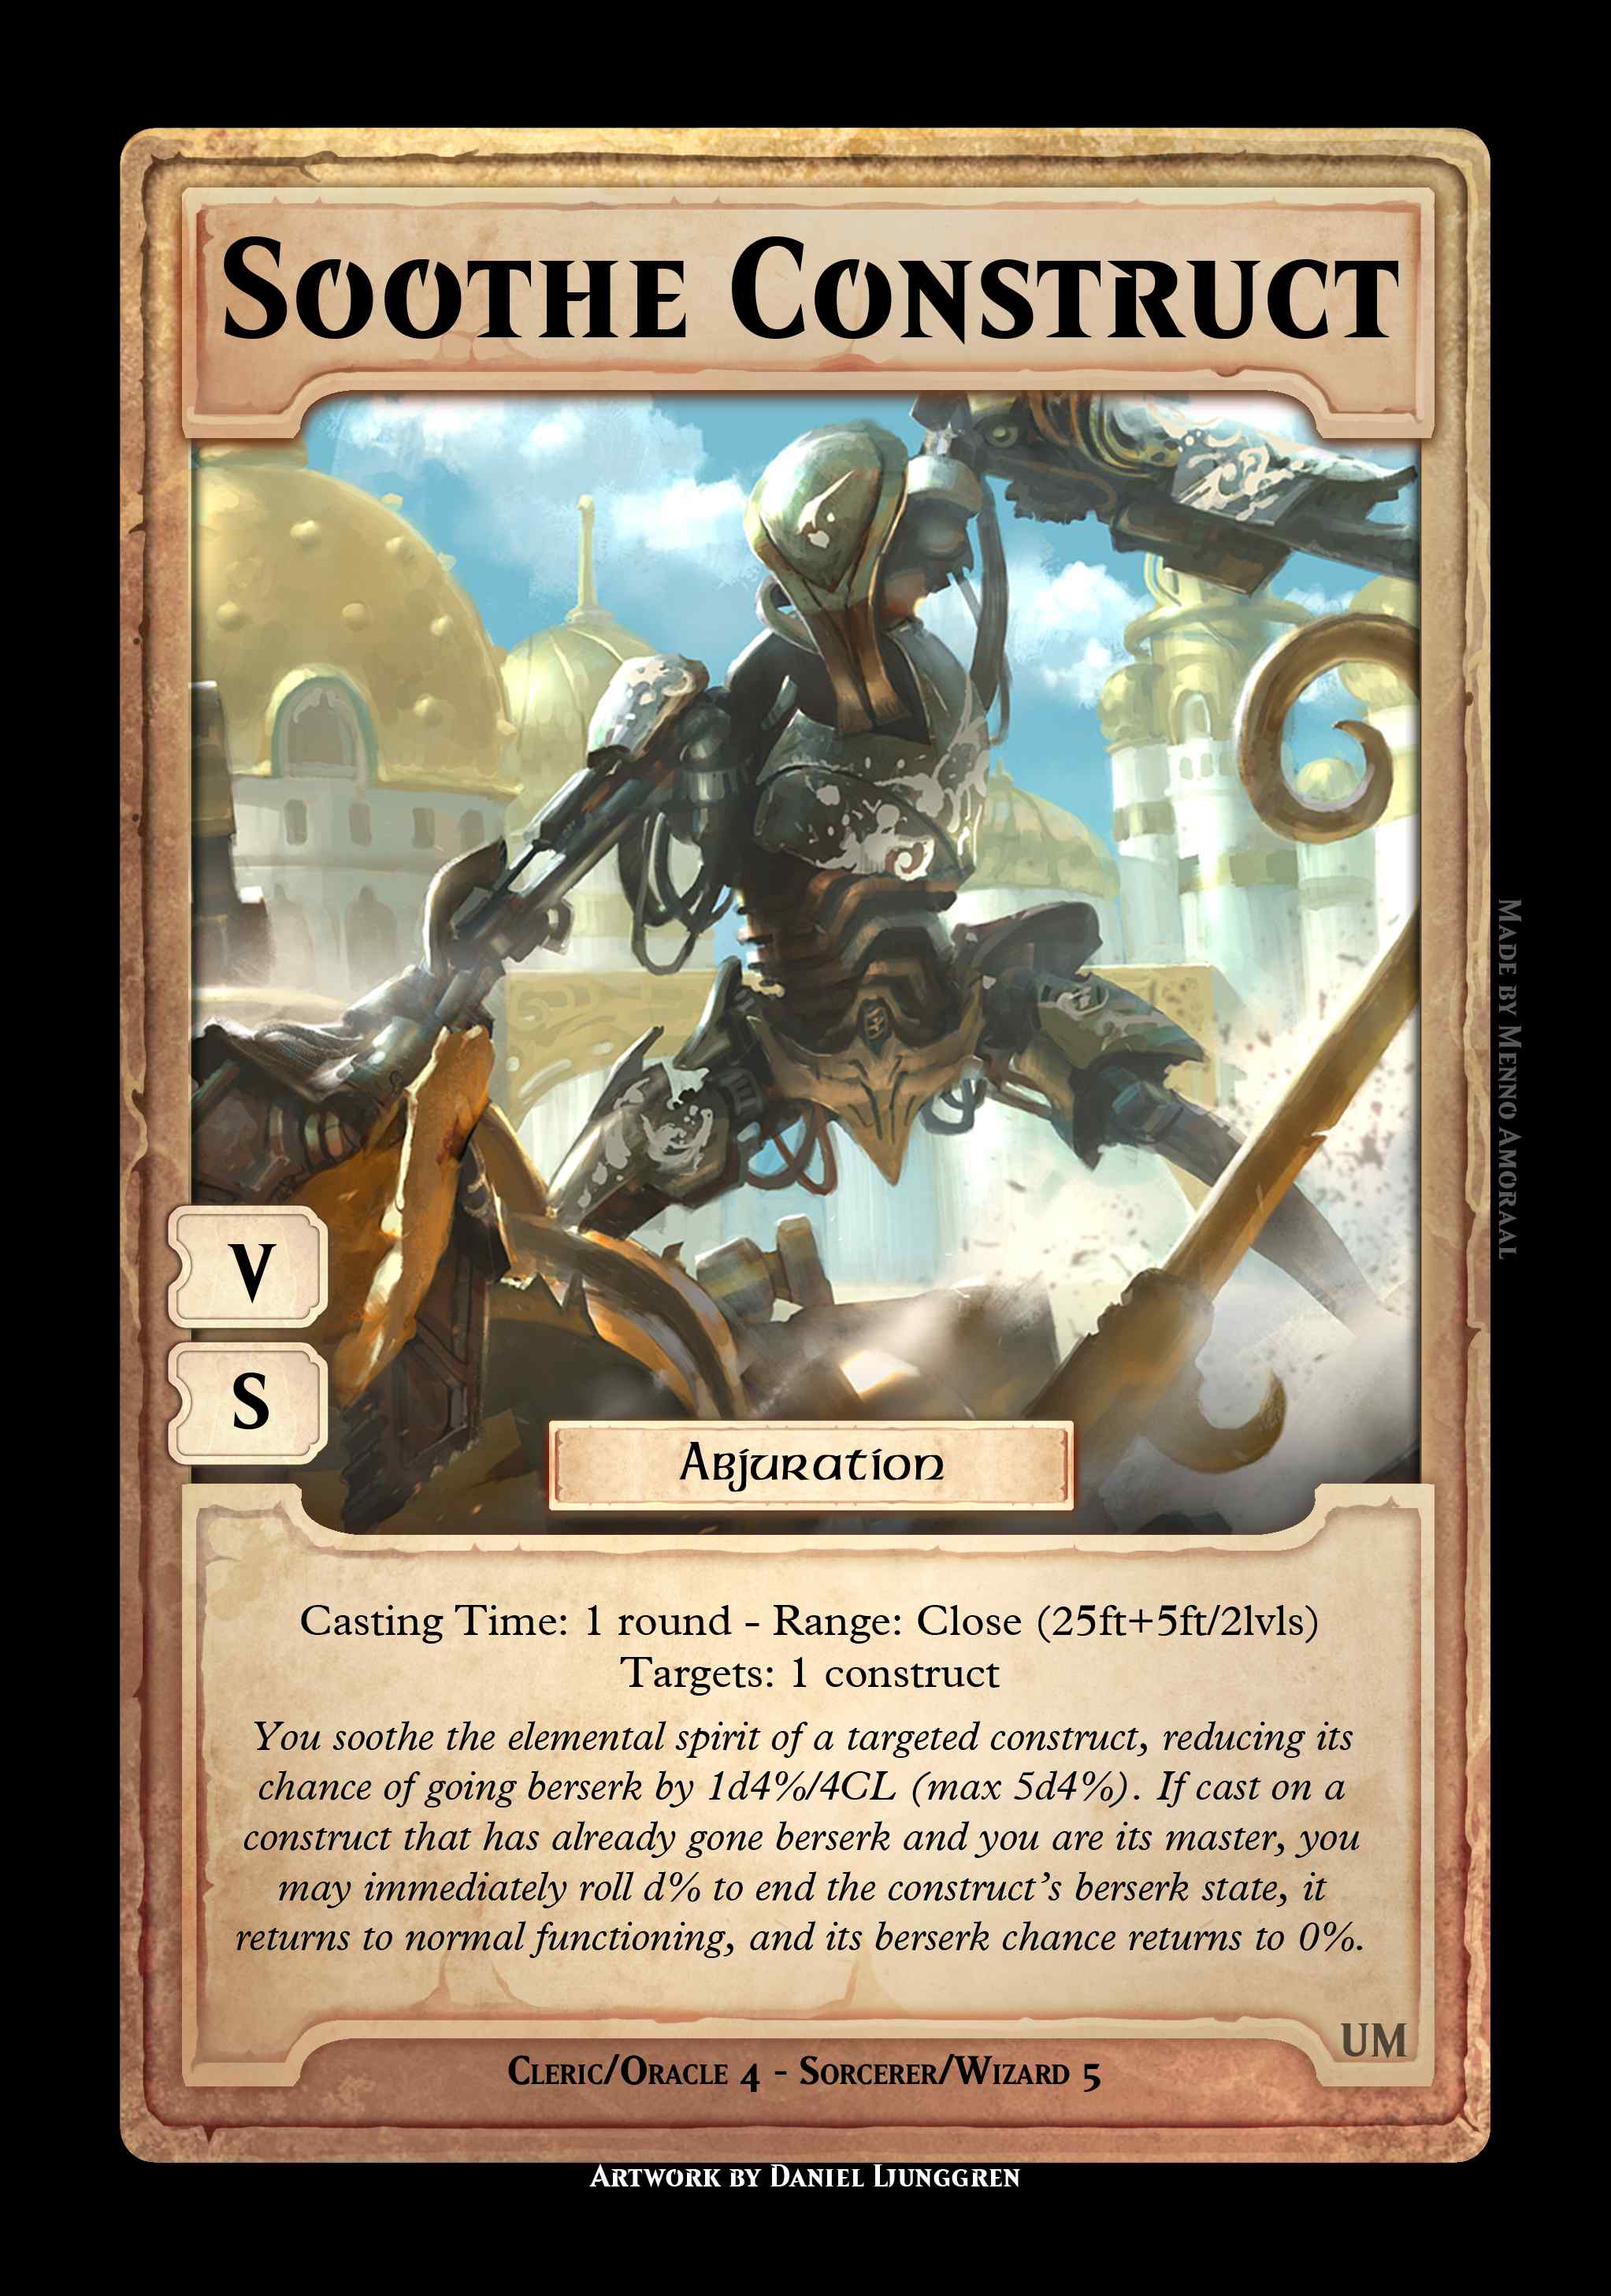 Soothe Construct
V
S
Abjuration
Casting Time: 1 round - Range: Close (25ft+5ft/2lvls)
Targets: 1 construct
You soothe the elemental spirit of a targeted construct, reducing its
chance of going berserk by 1d4%/4CL (max 5d4%). If cast on a
construct that has already gone berserk and you are its master, you
may immediately roll d% to end the construct's berserk state, it
returns to normal functioning, and its berserk chance returns to 0%.
UM
Cleric/Oracle 4 - Sorcerer/Wizard 5
Artwork by Daniel Ljunggren
Made by Menno Amoraal